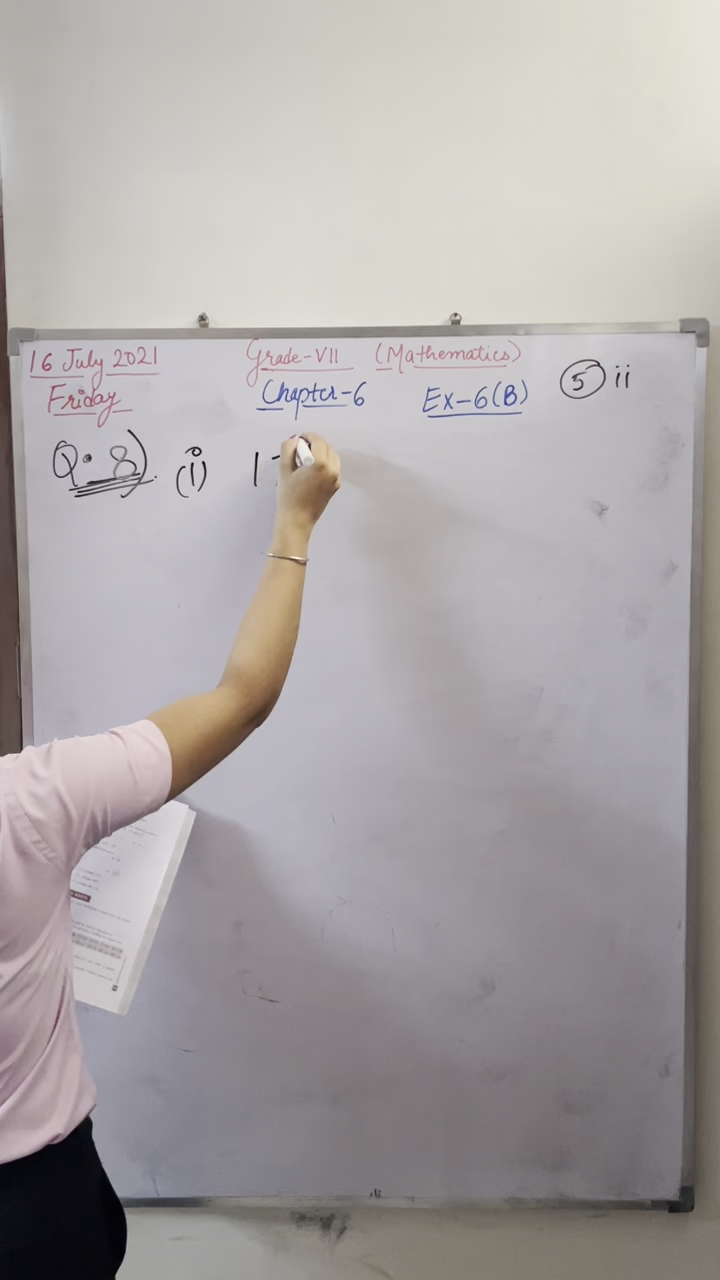 16 July 2021 Grade-VII (Mathematics)
Friday Chapter-6 Ex-6(B) 5 ii
Q. 8) (i) 1